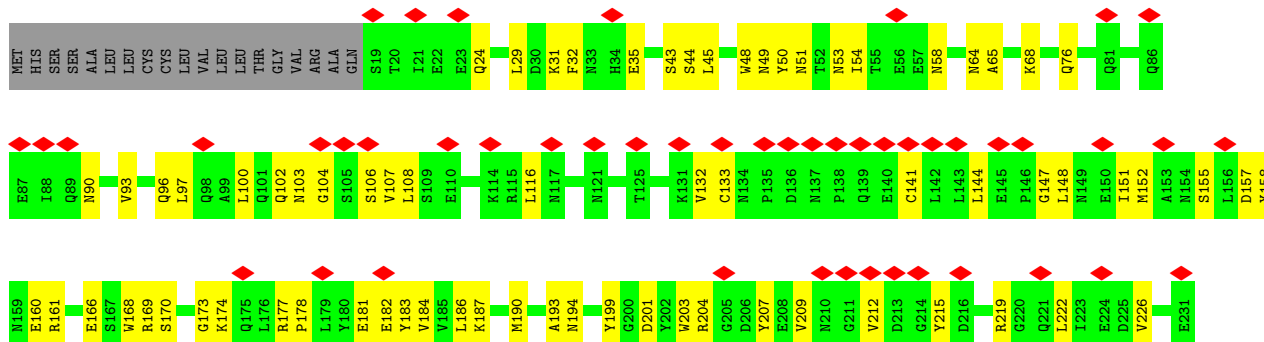 MET HIS SER SER ALA LEU LEU CYS CYS LEU VAL LEU LEU THR GLY VAL ARG ALA GLN S19 T20 I21 E22 E23 Q24 L29 D30 K31 F32 N33 H34 E35 S43 S44 L45 W48 N49 Y50 N51 T52 N53 I54 T55 E56 E57 N58 N64 A65 K68 Q76 Q81 Q86
E87 I88 Q89 N90 V93 Q96 L97 Q98 A99 L100 Q101 Q102 N103 G104 S105 S106 V107 L108 S109 E110 K114 R115 L116 N117 N121 T125 K131 V132 C133 N134 P135 D136 N137 P138 Q139 E140 C141 L142 L143 L144 E145 P146 G147 L148 N149 E150 I151 M152 A153 N154 S155 L156 D157 Y158
N159 E160 R161 E166 S167 W168 R169 S170 G173 K174 Q175 L176 R177 P178 L179 Y180 E181 E182 Y183 V184 V185 L186 K187 M190 A193 N194 Y199 G200 D201 Y202 W203 R204 G205 D206 Y207 E208 V209 N210 G211 V212 D213 G214 Y215 D216 R219 G220 Q221 L222 I223 E224 D225 V226 E231